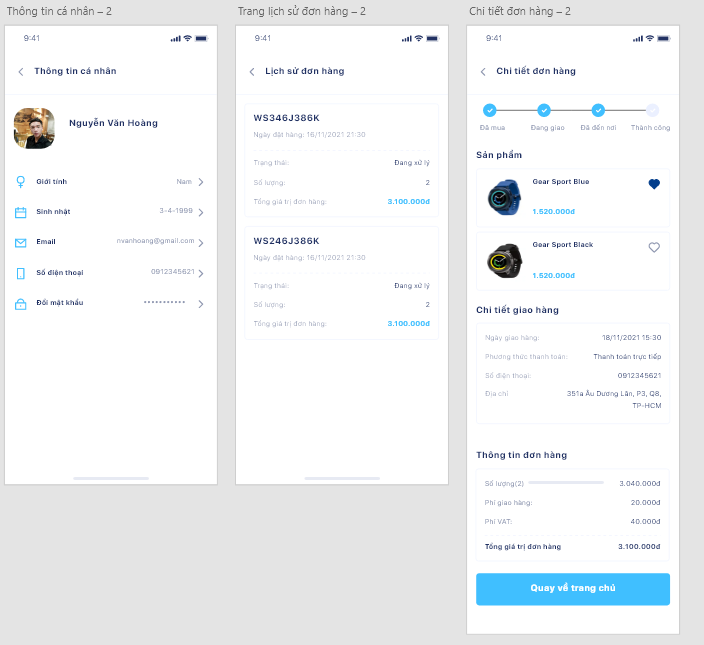 Thông tin cá nhân – 2
9:41
Thông tin cá nhân
Nguyễn Văn Hoàng
Giới tính
Nam
Sinh nhật
3-4-1999
Email
nvanhoang@gmail.com
Số điện thoại
0912345621
Đổi mật khẩu
•••••••••••
Trang lịch sử đơn hàng – 2
9:41
Lịch sử đơn hàng
WS346J386K
Ngày đặt hàng: 16/11/2021 21:30
Trạng thái:
Đang xử lý
Số lượng:
2
Tổng giá trị đơn hàng:
3.100.000đ
WS246J386K
Ngày đặt hàng: 16/11/2021 21:30
Trạng thái:
Đang xử lý
Số lượng:
2
Tổng giá trị đơn hàng:
3.100.000đ
Chi tiết đơn hàng – 2
9:41
Chi tiết đơn hàng
Đã mua
Đang giao
Đã đến nơi
Thành công
Sản phẩm
Gear Sport Blue
1.520.000đ
Gear Sport Black
1.520.000đ
Chi tiết giao hàng
Ngày giao hàng:
18/11/2021 15:30
Phương thức thanh toán:
Thanh toán trực tiếp
Số điện thoại:
0912345621
Địa chỉ
351a Âu Dương Lân, P3, Q8,
TP-HCM
Thông tin đơn hàng
Số lượng(2)
3.040.000đ
Phí giao hàng:
20.000đ
Phí VAT:
40.000đ
Tổng giá trị đơn hàng
3.100.000đ
Quay về trang chủ